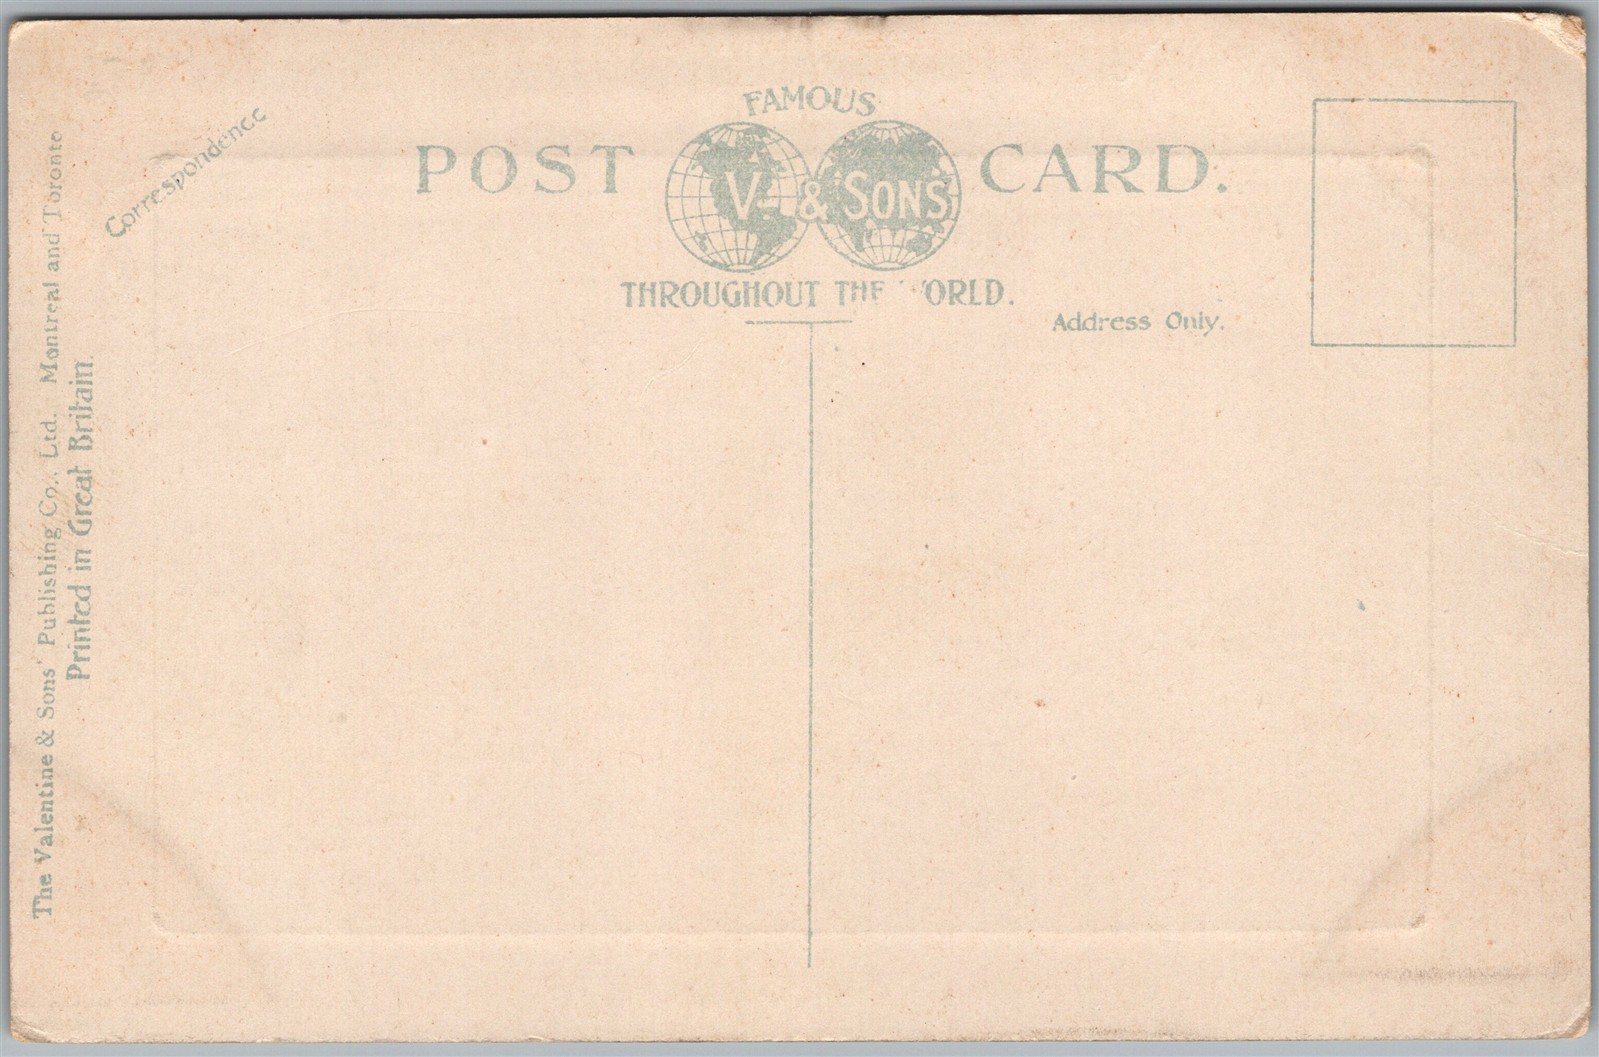 FAMOUS
POST CARD.
V. & SONS
THROUGHOUT THE WORLD.
Correspondence
Address Only.
The Valentine & Sons' Publishing Co., Ltd. Montreal and Toronto
Printed in Great Britain.